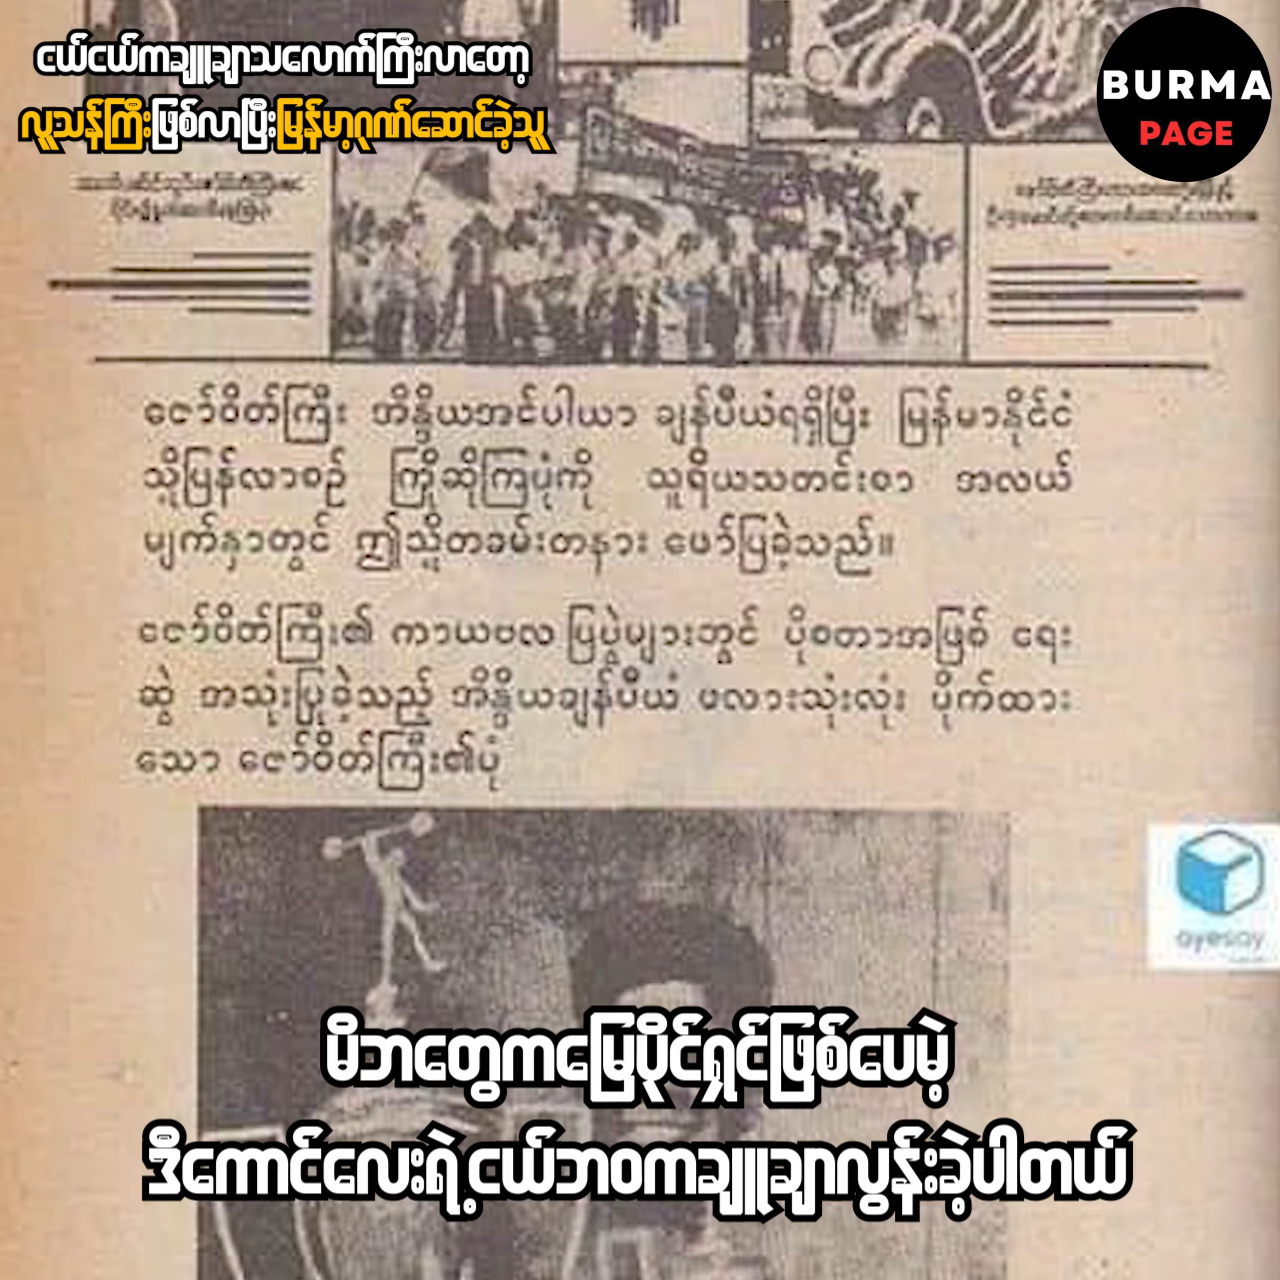 ငယ်ငယ်ကချူချာသလောက်ကြီးလာတော့
လူသန်ကြီးဖြစ်လာပြီးမြန်မာ့ဂုဏ်ဆောင်ခဲ့သူ
BURMA
PAGE
ဇော်ဝိတ်ကြီး အိန္ဒိယအင်ပါယာ ချန်ပီယံရရှိပြီး မြန်မာနိုင်ငံ
သို့ပြန်လာစဉ် ကြိုဆိုကြပုံကို သူရိယသတင်းစာ အလယ်
မျက်နှာတွင် ဤသို့တခမ်းတနား ဖော်ပြခဲ့သည်။
ဇော်ဝိတ်ကြီး၏ ကာယဗလ ပြပွဲများတွင် ပိုစတာအဖြစ် ရေး
ဆွဲ အသုံးပြုခဲ့သည့် အိန္ဒိယချန်ပီယံ ဖလားသုံးလုံး ပိုက်ထား
သော ဇော်ဝိတ်ကြီး၏ပုံ
ayesay
မိဘတွေကမြေပိုင်ရှင်ဖြစ်ပေမဲ့
ဒီကောင်လေးရဲ့ငယ်ဘဝကချူချာလွန်းခဲ့ပါတယ်